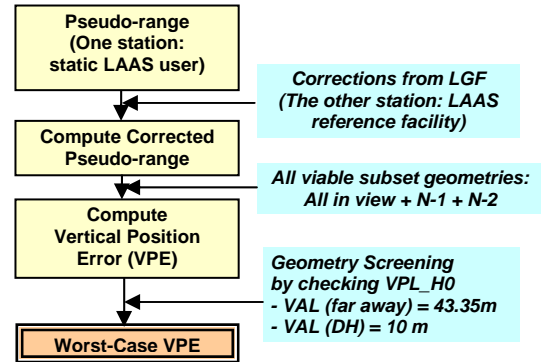 Pseudo-range
(One station:
static LAAS user)
Corrections from LGF
(The other station: LAAS
reference facility)
Compute Corrected
Pseudo-range
All viable subset geometries:
All in view + N-1 + N-2
Compute
Vertical Position
Error (VPE)
Geometry Screening
by checking VPL_H0
- VAL (far away) = 43.35m
- VAL (DH) = 10 m
Worst-Case VPE